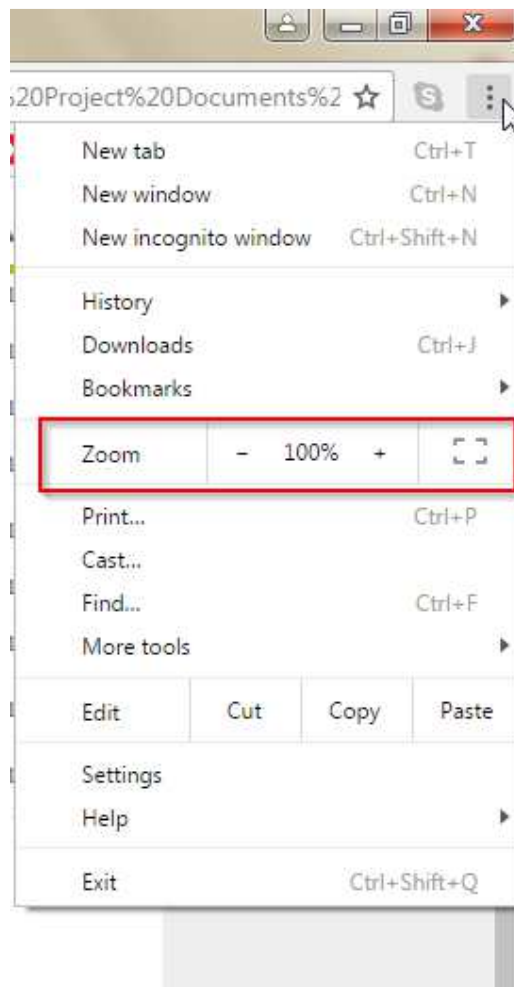 %20Project%20Documents%2
New tab Ctrl+T
New window Ctrl+N
New incognito window Ctrl+Shift+N
History
Downloads Ctrl+J
Bookmarks
Zoom - 100% +
Print... Ctrl+P
Cast...
Find... Ctrl+F
More tools
Edit Cut Copy Paste
Settings
Help
Exit Ctrl+Shift+Q